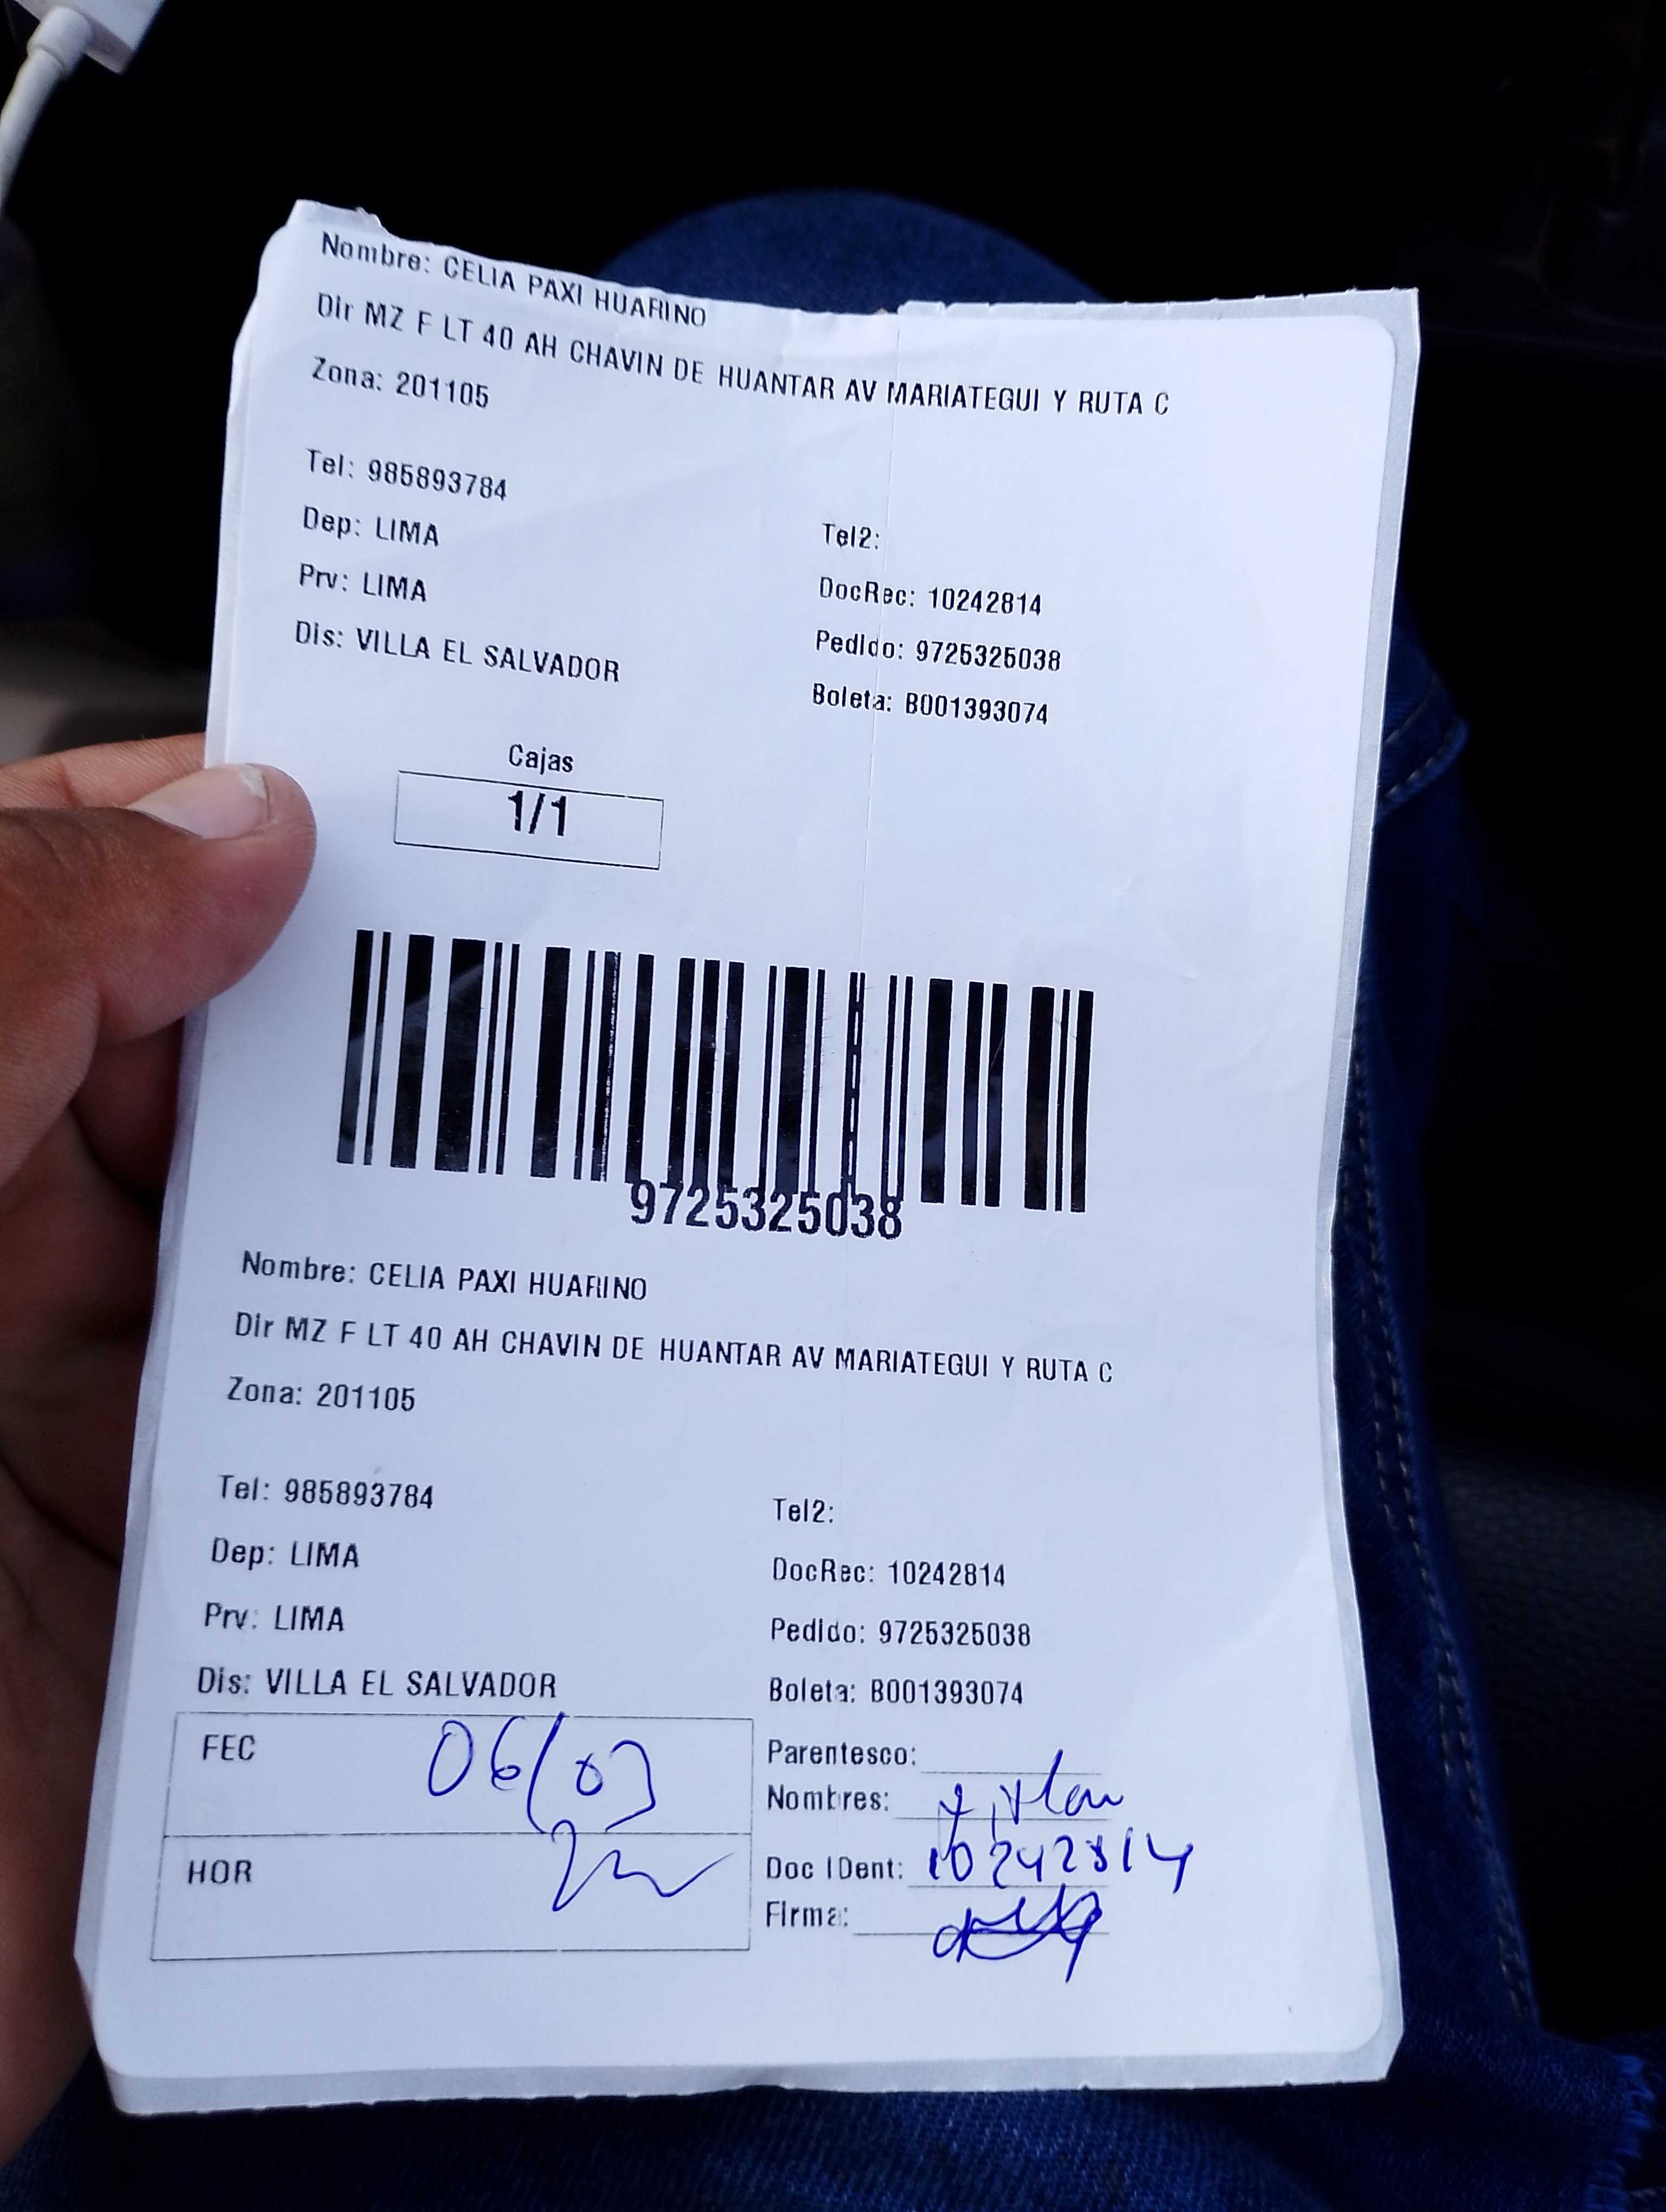 Nombre: CELIA PAXI HUARINO
Dir MZ F LT 40 AH CHAVIN DE HUANTAR AV MARIATEGUI Y RUTA C
Zona: 201105
Tel: 985893784
Tel2:
Dep: LIMA
DocRec: 10242814
Prv: LIMA
Pedido: 9725325038
Dis: VILLA EL SALVADOR
Boleta: B001393074
Cajas
1/1
9725325038
Nombre: CELIA PAXI HUARINO
Dir MZ F LT 40 AH CHAVIN DE HUANTAR AV MARIATEGUI Y RUTA C
Zona: 201105
Tel: 985893784
Tel2:
Dep: LIMA
DocRec: 10242814
Prv: LIMA
Pedido: 9725325038
Dis: VILLA EL SALVADOR
Boleta: B001393074
FEC 06/03
Parentesco:
Nombres:
HOR
Doc IDent: 10242814
Firma: